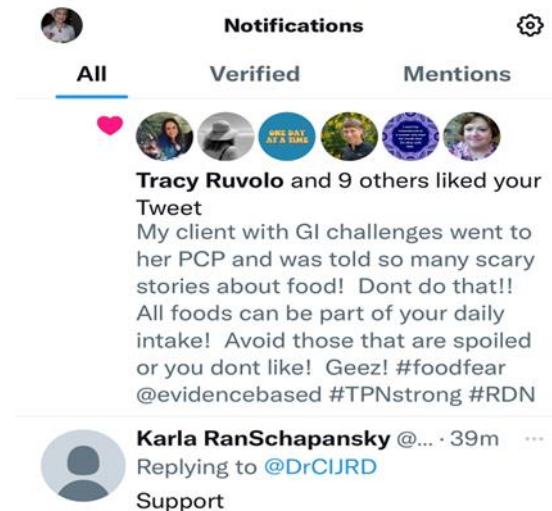 Notifications
All Verified Mentions
ONE DAY
AT A TIME
Tracy Ruvolo and 9 others liked your
Tweet
My client with GI challenges went to
her PCP and was told so many scary
stories about food! Dont do that!!
All foods can be part of your daily
intake! Avoid those that are spoiled
or you dont like! Geez! #foodfear
@evidencebased #TPNstrong #RDN
Karla RanSchapansky @... · 39m ...
Replying to @DrCIJRD
Support